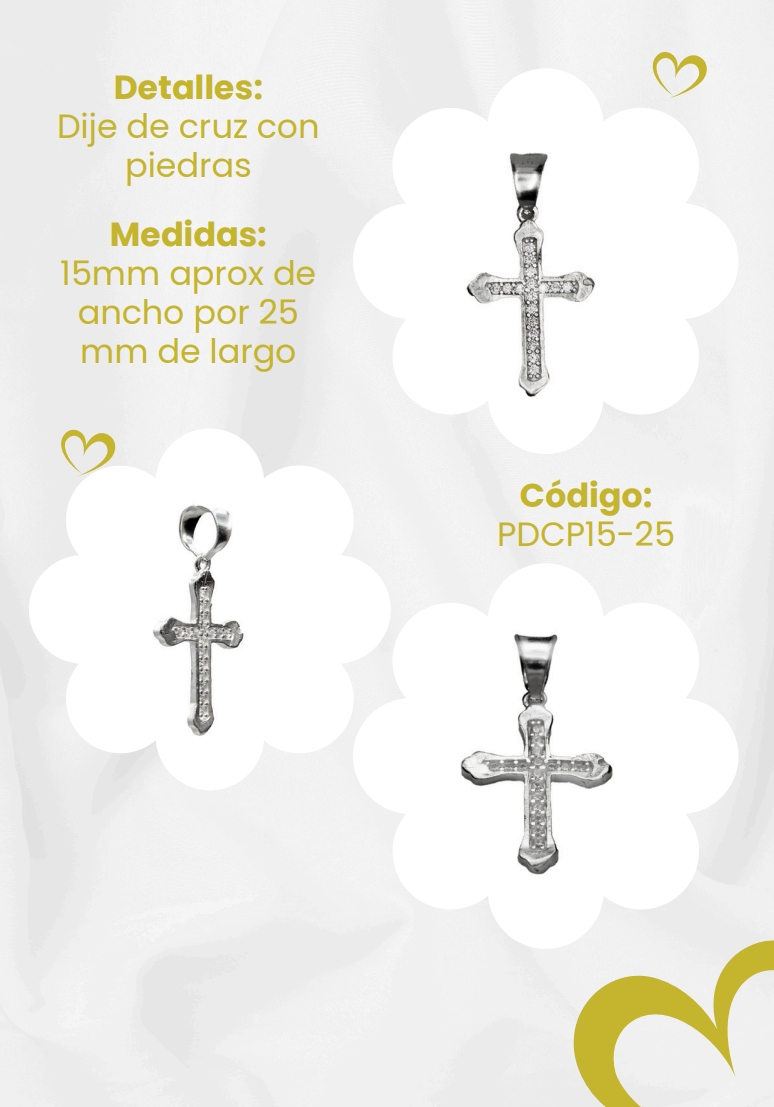 Detalles:
Dije de cruz con
piedras
Medidas:
15mm aprox de
ancho por 25
mm de largo
Código:
PDCP15-25